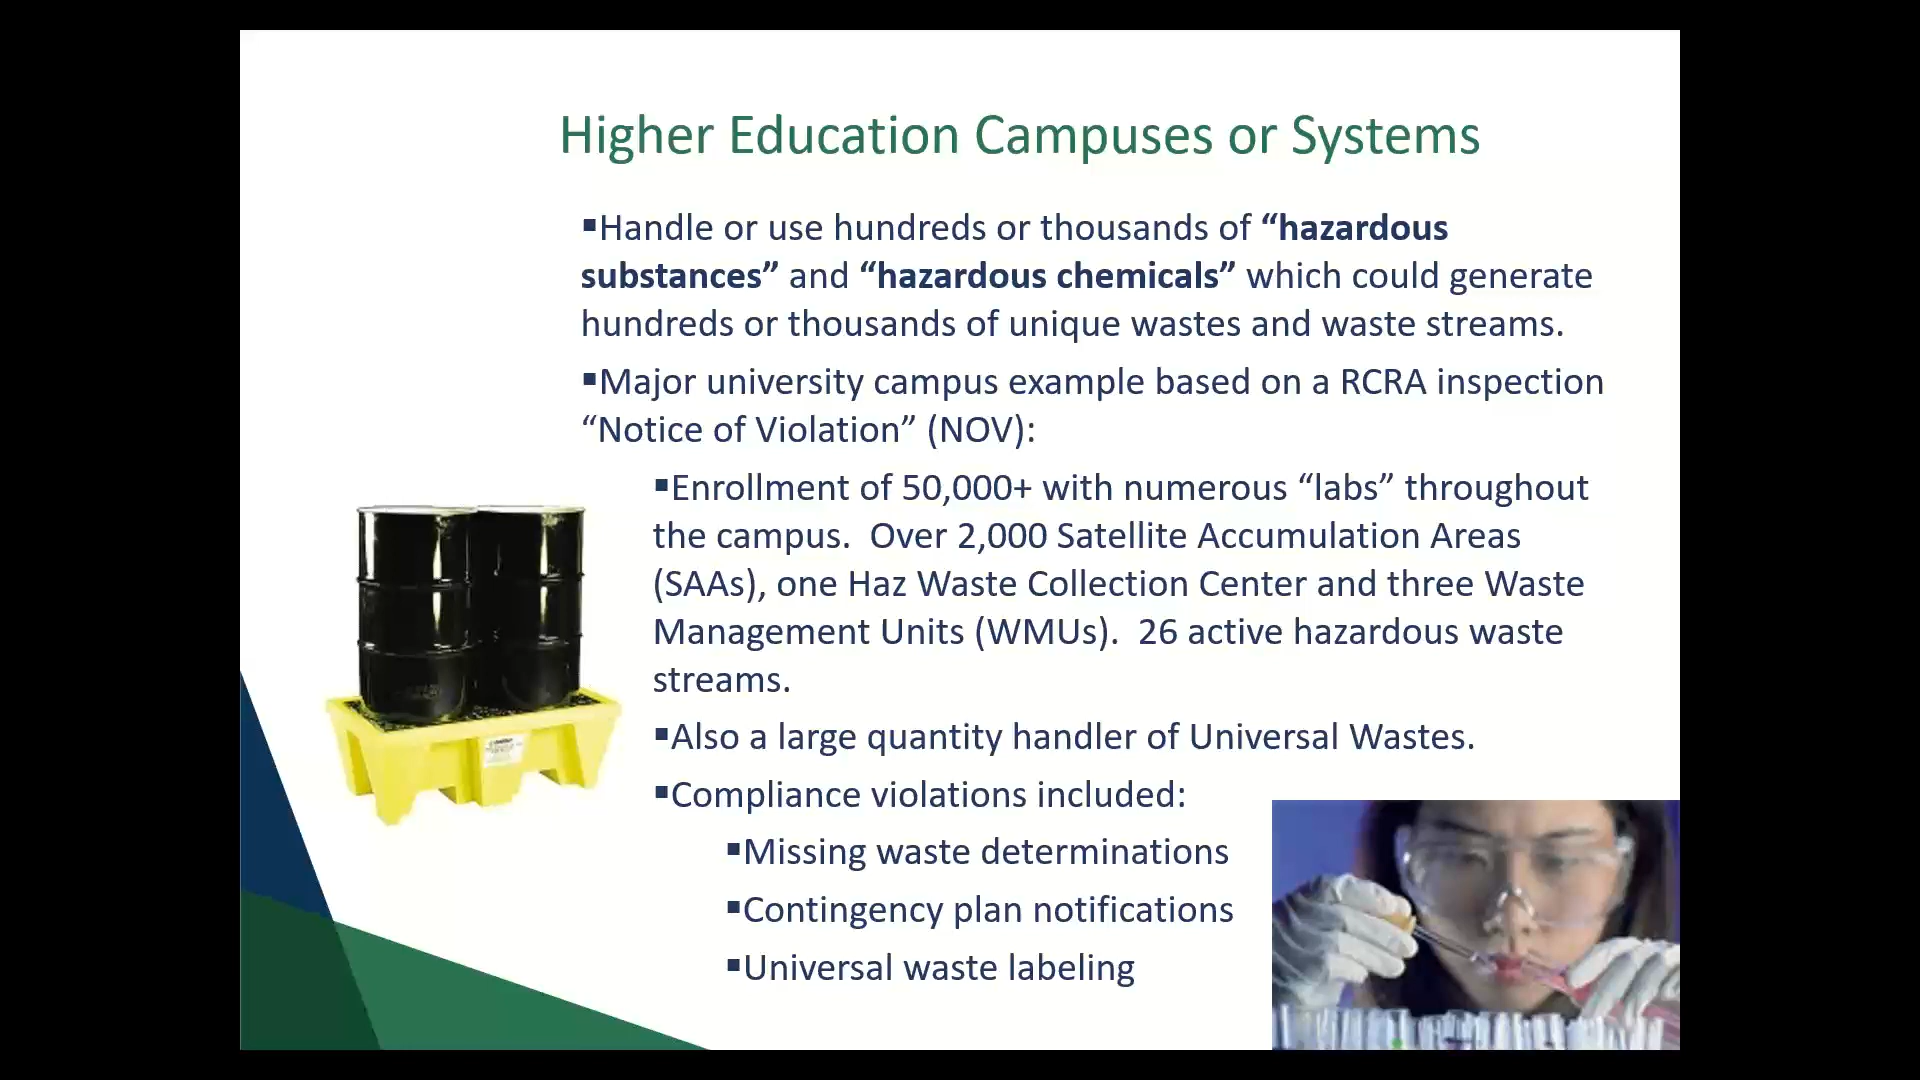 Higher Education Campuses or Systems
▪Handle or use hundreds or thousands of “hazardous
substances” and “hazardous chemicals” which could generate
hundreds or thousands of unique wastes and waste streams.
▪Major university campus example based on a RCRA inspection
“Notice of Violation” (NOV):
▪Enrollment of 50,000+ with numerous “labs” throughout
the campus.  Over 2,000 Satellite Accumulation Areas
(SAAs), one Haz Waste Collection Center and three Waste
Management Units (WMUs).  26 active hazardous waste
streams.
▪Also a large quantity handler of Universal Wastes.
▪Compliance violations included:
▪Missing waste determinations
▪Contingency plan notifications
▪Universal waste labeling